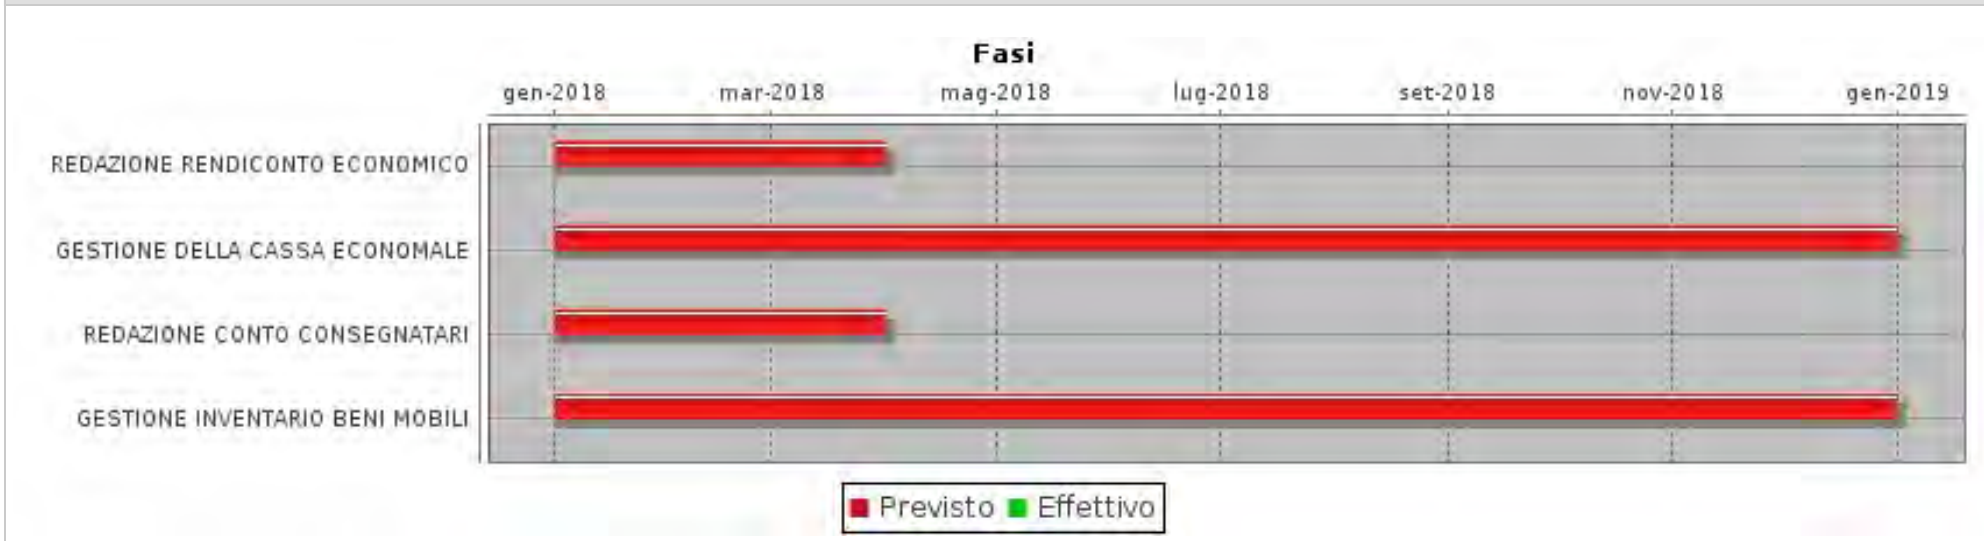 Fasi
gen-2018 mar-2018 mag-2018 lug-2018 set-2018 nov-2018 gen-2019
REDAZIONE RENDICONTO ECONOMICO
GESTIONE DELLA CASSA ECONOMALE
REDAZIONE CONTO CONSEGNATARI
GESTIONE INVENTARIO BENI MOBILI
Previsto Effettivo